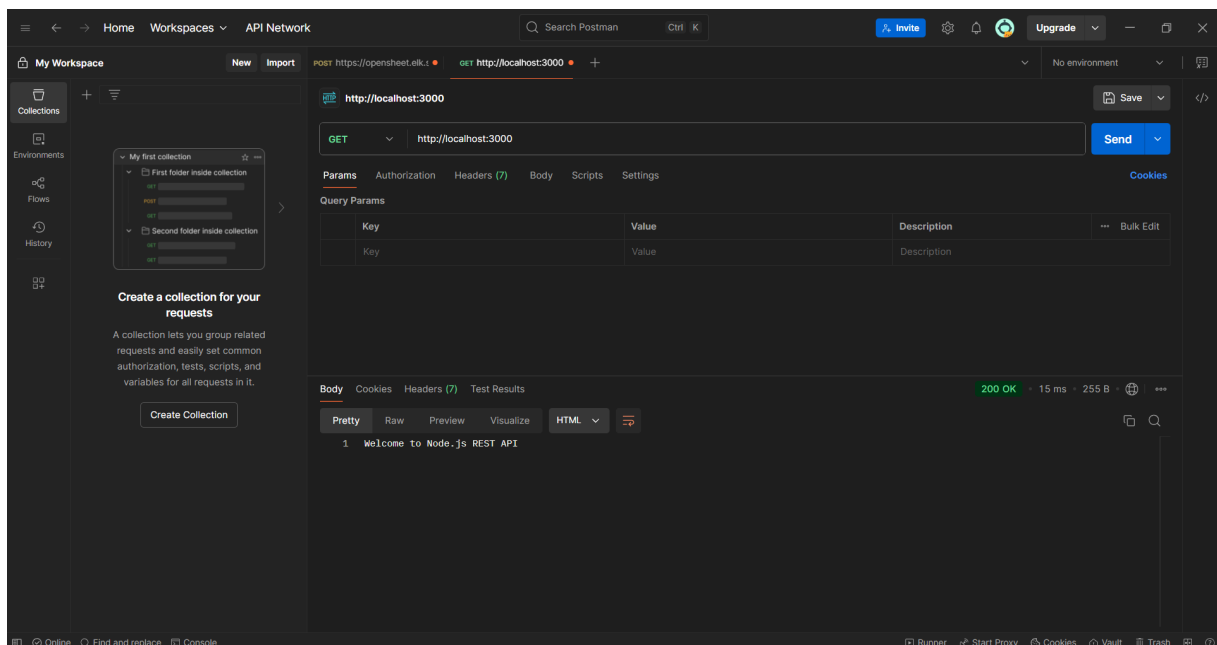 Home Workspaces API Network Search Postman Ctrl K Invite Upgrade
My Workspace New Import POST https://opensheet.elk.s GET http://localhost:3000 No environment
Collections
Environments
Flows
History
My first collection
First folder inside collection
GET
POST
GET
Second folder inside collection
GET
GET
Create a collection for your
requests
A collection lets you group related
requests and easily set common
authorization, tests, scripts, and
variables for all requests in it.
Create Collection
HTTP http://localhost:3000 Save
GET http://localhost:3000 Send
Params Authorization Headers (7) Body Scripts Settings Cookies
Query Params
Key Value Description Bulk Edit
Key Value Description
Body Cookies Headers (7) Test Results 200 OK 15 ms 255 B
Pretty Raw Preview Visualize HTML
1 Welcome to Node.js REST API
Online Find and replace Console Runner Start Proxy Cookies Vault Trash